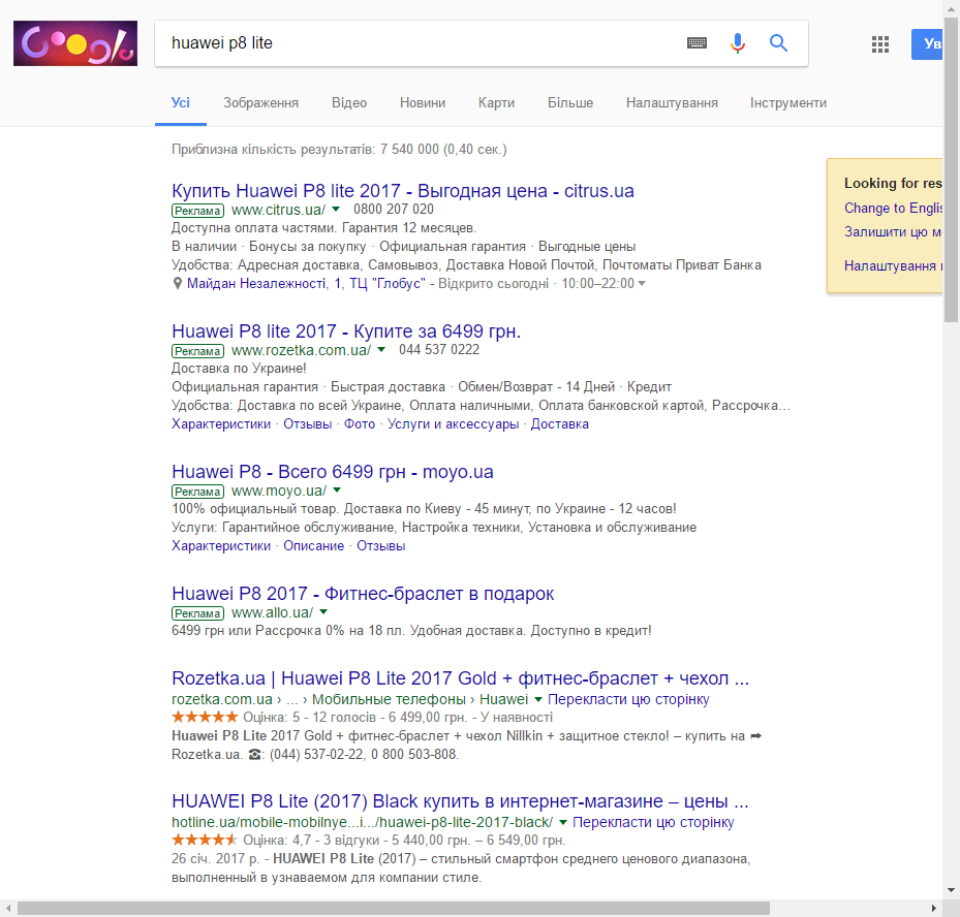 Google
huawei p8 lite
Ув
Усі Зображення Відео Новини Карти Більше Налаштування Інструменти
Приблизна кількість результатів: 7 540 000 (0,40 сек.)
Looking for res
Change to Englis
Залишити цю м
Налаштування
Купить Huawei P8 lite 2017 - Выгодная цена - citrus.ua
Реклама www.citrus.ua/ 0800 207 020
Доступна оплата частями. Гарантия 12 месяцев.
В наличии · Бонусы за покупку · Официальная гарантия · Выгодные цены
Удобства: Адресная доставка, Самовывоз, Доставка Новой Почтой, Почтоматы Приват Банка
Майдан Незалежності, 1, ТЦ "Глобус" - Відкрито сьогодні · 10:00–22:00
Huawei P8 lite 2017 - Купите за 6499 грн.
Реклама www.rozetka.com.ua/ 044 537 0222
Доставка по Украине!
Официальная гарантия · Быстрая доставка · Обмен/Возврат - 14 Дней · Кредит
Удобства: Доставка по всей Украине, Оплата наличными, Оплата банковской картой, Рассрочка…
Характеристики · Отзывы · Фото · Услуги и аксессуары · Доставка
Huawei P8 - Всего 6499 грн - moyo.ua
Реклама www.moyo.ua/
100% официальный товар. Доставка по Киеву - 45 минут, по Украине - 12 часов!
Услуги: Гарантийное обслуживание, Настройка техники, Установка и обслуживание
Характеристики · Описание · Отзывы
Huawei P8 2017 - Фитнес-браслет в подарок
Реклама www.allo.ua/
6499 грн или Рассрочка 0% на 18 пл. Удобная доставка. Доступно в кредит!
Rozetka.ua | Huawei P8 Lite 2017 Gold + фитнес-браслет + чехол ...
rozetka.com.ua › ... › Мобильные телефоны › Huawei Перекласти цю сторінку
★★★★★ Оцінка: 5 - 12 голосів - 6 499,00 грн. - У наявності
Huawei P8 Lite 2017 Gold + фитнес-браслет + чехол Nillkin + защитное стекло! – купить на ➦
Rozetka.ua. ☎: (044) 537-02-22, 0 800 503-808.
HUAWEI P8 Lite (2017) Black купить в интернет-магазине – цены ...
hotline.ua/mobile-mobilnye...i.../huawei-p8-lite-2017-black/ Перекласти цю сторінку
Оцінка: 4,7 - 3 відгуки - 5 440,00 грн. – 6 549,00 грн.
26 січ. 2017 р. - HUAWEI P8 Lite (2017) – стильный смартфон среднего ценового диапазона,
выполненный в узнаваемом для компании стиле.